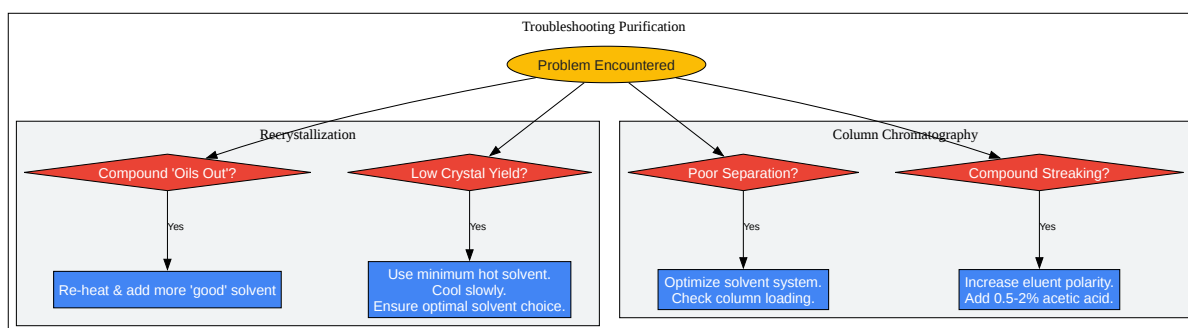 Troubleshooting Purification
Problem Encountered
Recrystallization
Column Chromatography
Compound 'Oils Out'?
Low Crystal Yield?
Poor Separation?
Compound Streaking?
Yes
Yes
Yes
Yes
Re-heat & add more 'good' solvent
Use minimum hot solvent.
Cool slowly.
Ensure optimal solvent choice.
Optimize solvent system.
Check column loading.
Increase eluent polarity.
Add 0.5-2% acetic acid.